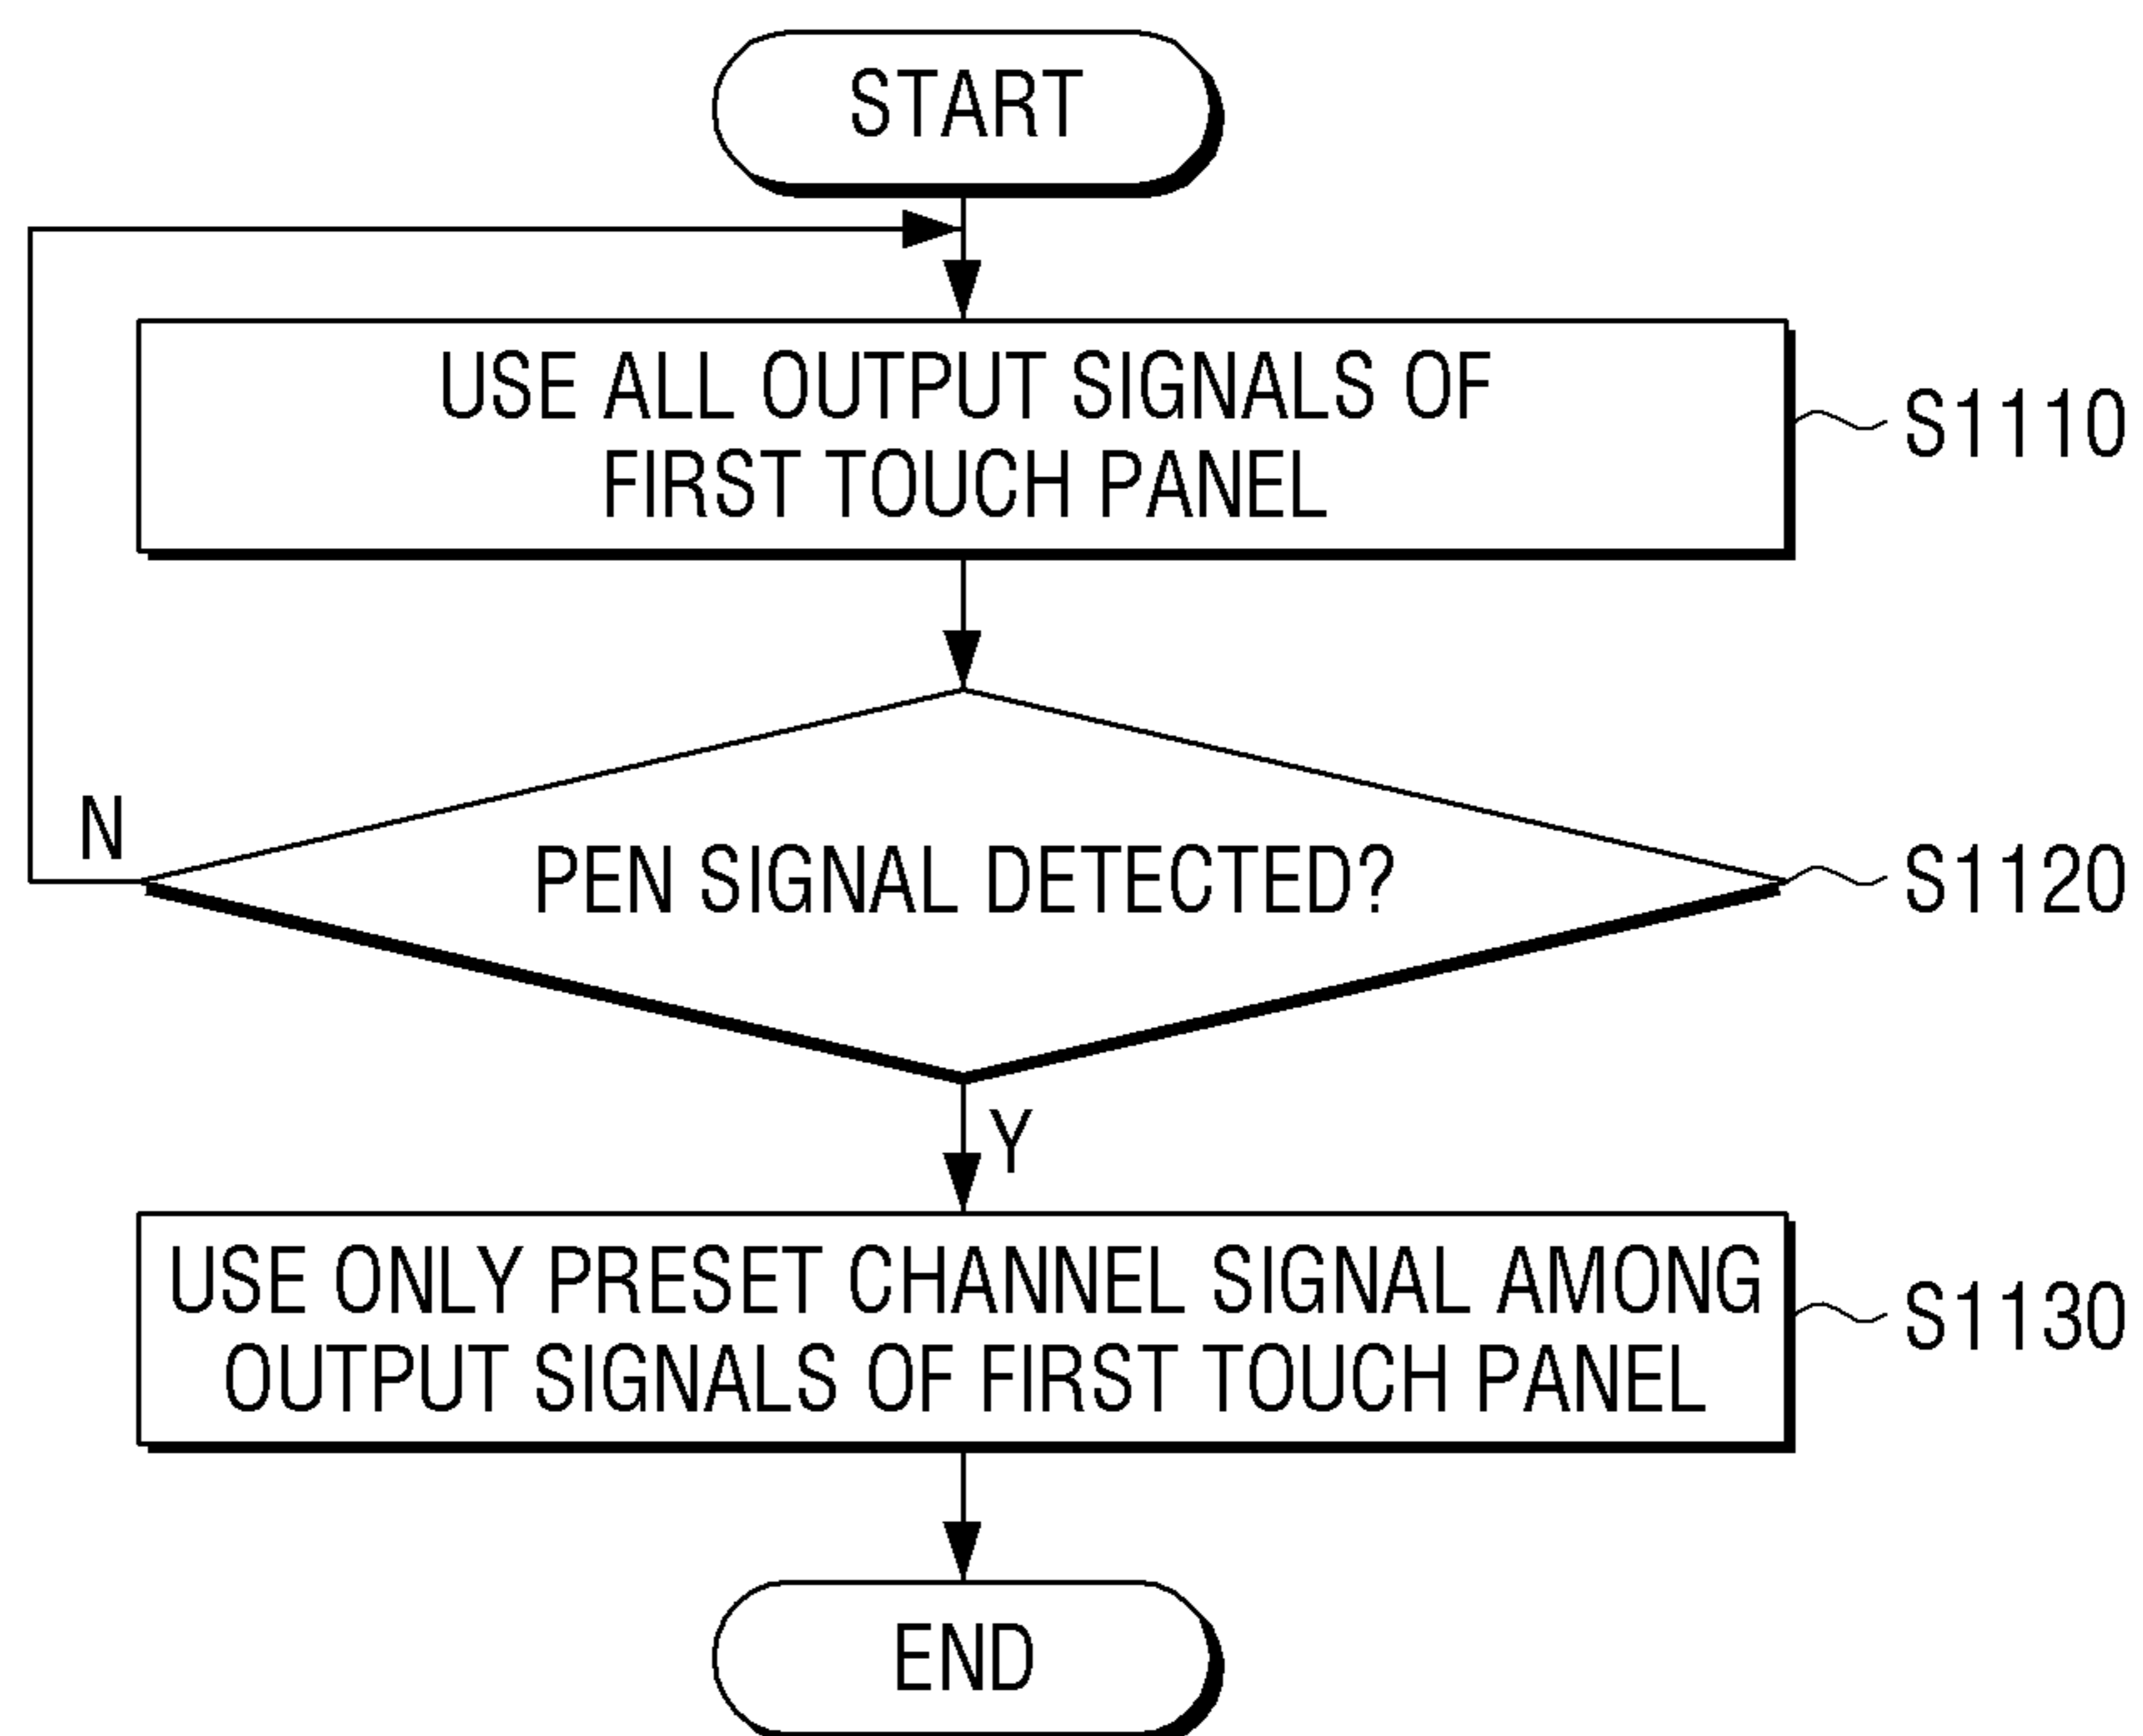 START
USE ALL OUTPUT SIGNALS OF
FIRST TOUCH PANEL
S1110
N
PEN SIGNAL DETECTED?
S1120
Y
USE ONLY PRESET CHANNEL SIGNAL AMONG
OUTPUT SIGNALS OF FIRST TOUCH PANEL
S1130
END